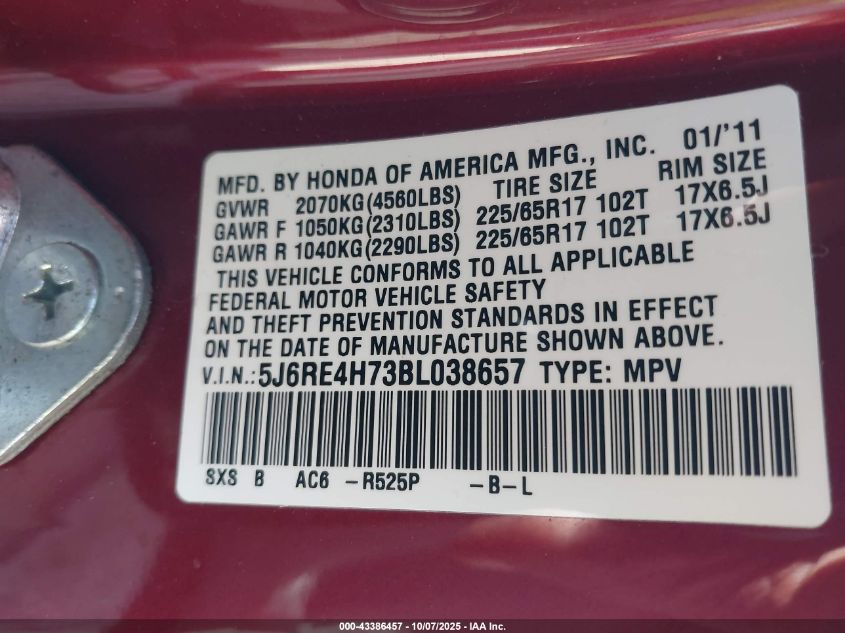 MFD. BY HONDA OF AMERICA MFG., INC. 01/'11
GVWR 2070KG(4560LBS) TIRE SIZE RIM SIZE
GAWR F 1050KG(2310LBS) 225/65R17 102T 17X6.5J
GAWR R 1040KG(2290LBS) 225/65R17 102T 17X6.5J
THIS VEHICLE CONFORMS TO ALL APPLICABLE
FEDERAL MOTOR VEHICLE SAFETY
AND THEFT PREVENTION STANDARDS IN EFFECT
ON THE DATE OF MANUFACTURE SHOWN ABOVE.
V.I.N.:5J6RE4H73BL038657 TYPE: MPV
SXS B AC6 -R525P -B-L
000-43386457 - 10/07/2025 - IAA Inc.